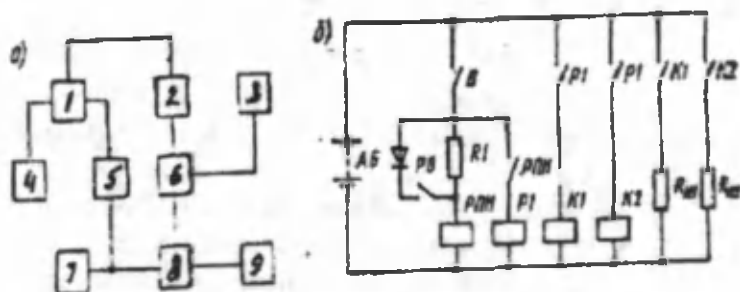 а) б)
1 2 3
4 5 6
7 8 9
В
Р1 Р1 К1 К2
АБ РВ R1 РПН
РПН Р1 К1 К2